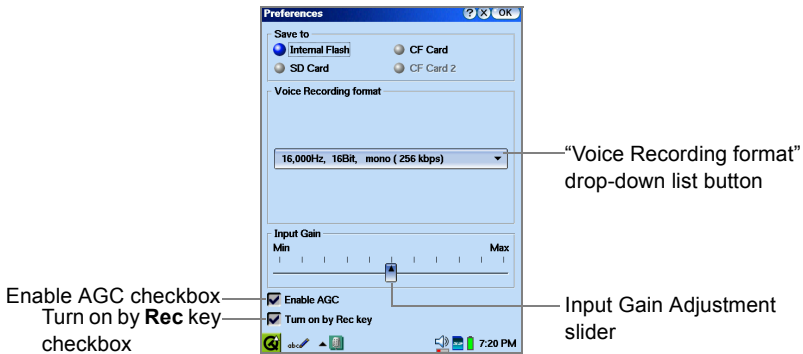 Preferences ? X OK
Save to
Internal Flash CF Card
SD Card CF Card 2
Voice Recording format
16,000Hz, 16Bit, mono ( 256 kbps)
“Voice Recording format”
drop-down list button
Input Gain
Min Max
Enable AGC checkbox
Enable AGC
Turn on by Rec key
checkbox
Turn on by Rec key
Input Gain Adjustment
slider
abc 7:20 PM